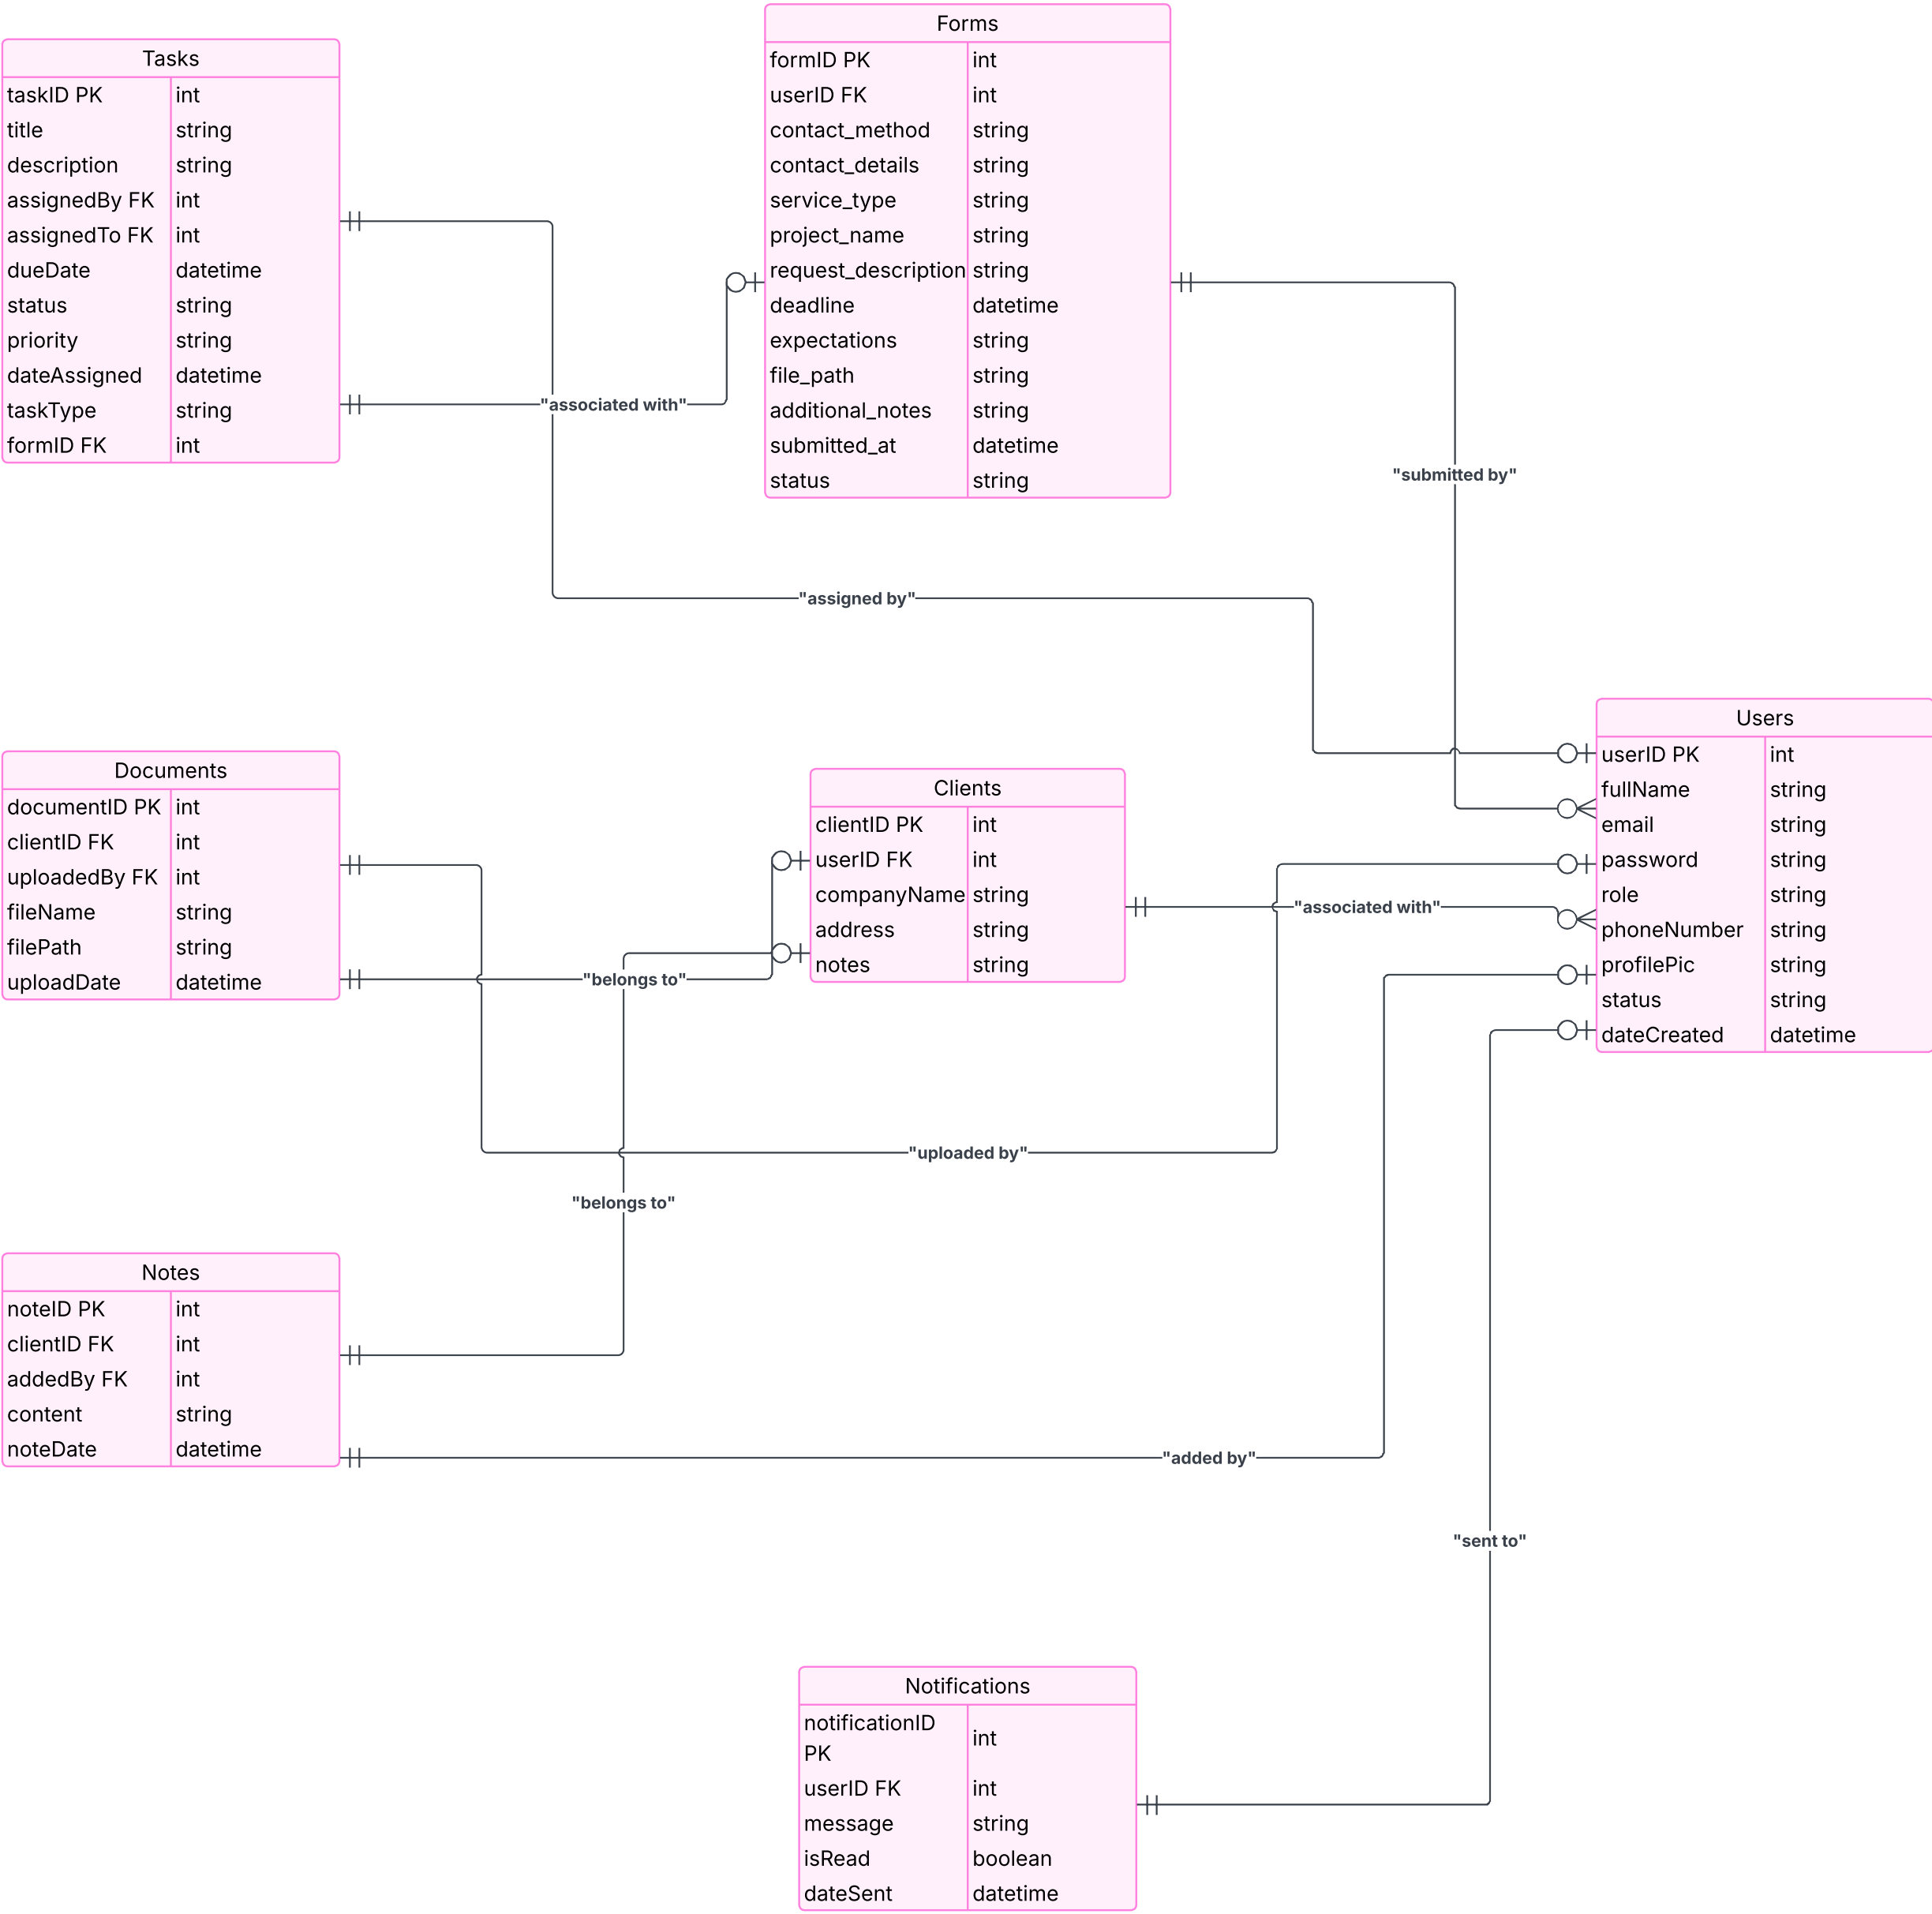 Tasks
taskID PK int
title string
description string
assignedBy FK int
assignedTo FK int
dueDate datetime
status string
priority string
dateAssigned datetime
taskType string
formID FK int
Forms
formID PK int
userID FK int
contact_method string
contact_details string
service_type string
project_name string
request_description string
deadline datetime
expectations string
file_path string
additional_notes string
submitted_at datetime
status string
"associated with"
"submitted by"
"assigned by"
Documents
documentID PK int
clientID FK int
uploadedBy FK int
fileName string
filePath string
uploadDate datetime
Clients
clientID PK int
userID FK int
companyName string
address string
notes string
Users
userID PK int
fullName string
email string
password string
role string
phoneNumber string
profilePic string
status string
dateCreated datetime
"associated with"
"belongs to"
"uploaded by"
"belongs to"
Notes
noteID PK int
clientID FK int
addedBy FK int
content string
noteDate datetime
"added by"
"sent to"
Notifications
notificationID
PK int
userID FK int
message string
isRead boolean
dateSent datetime